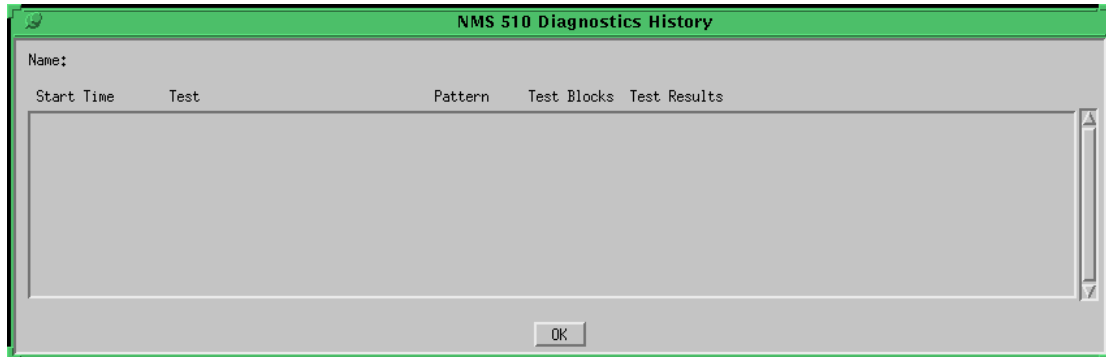 NMS 510 Diagnostics History
Name:
Start Time Test Pattern Test Blocks Test Results
OK